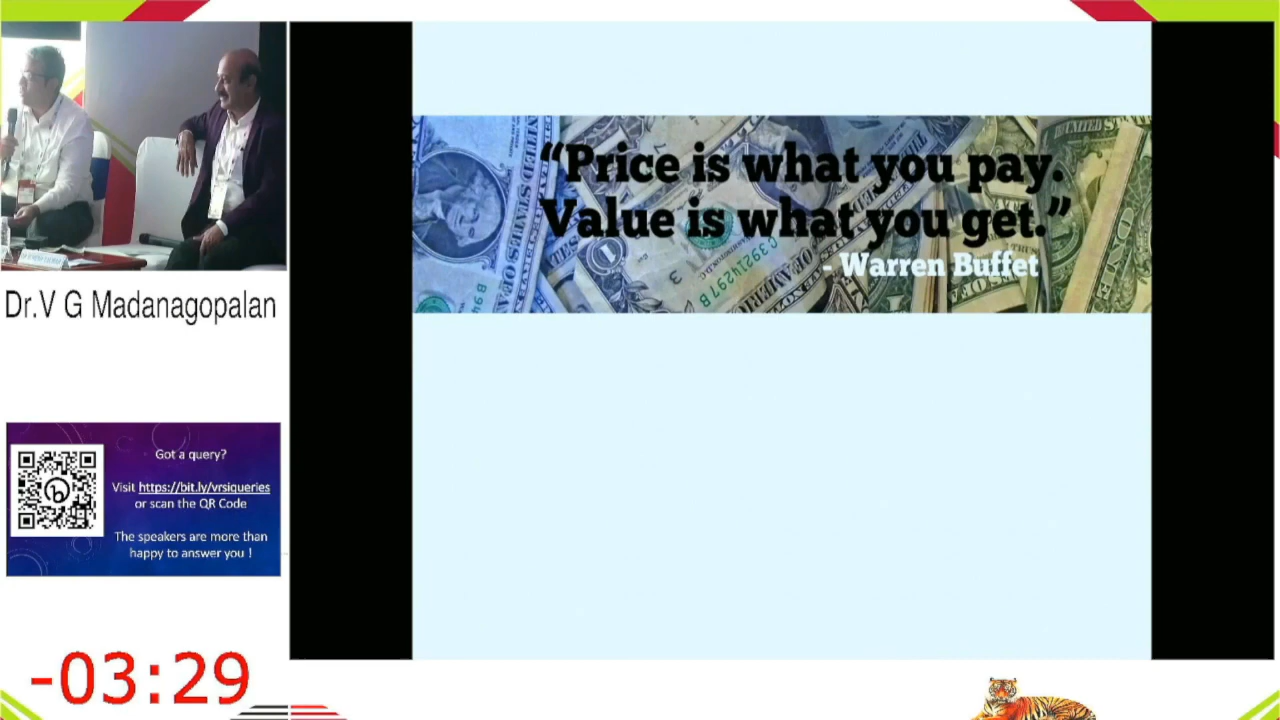 Dr.V G Madanagopalan
Got a query?
Visit https://bit.ly/vrsiqueries
or scan the QR Code
The speakers are more than
happy to answer you !
-03:29
“Price is what you pay.
Value is what you get.”
- Warren Buffet